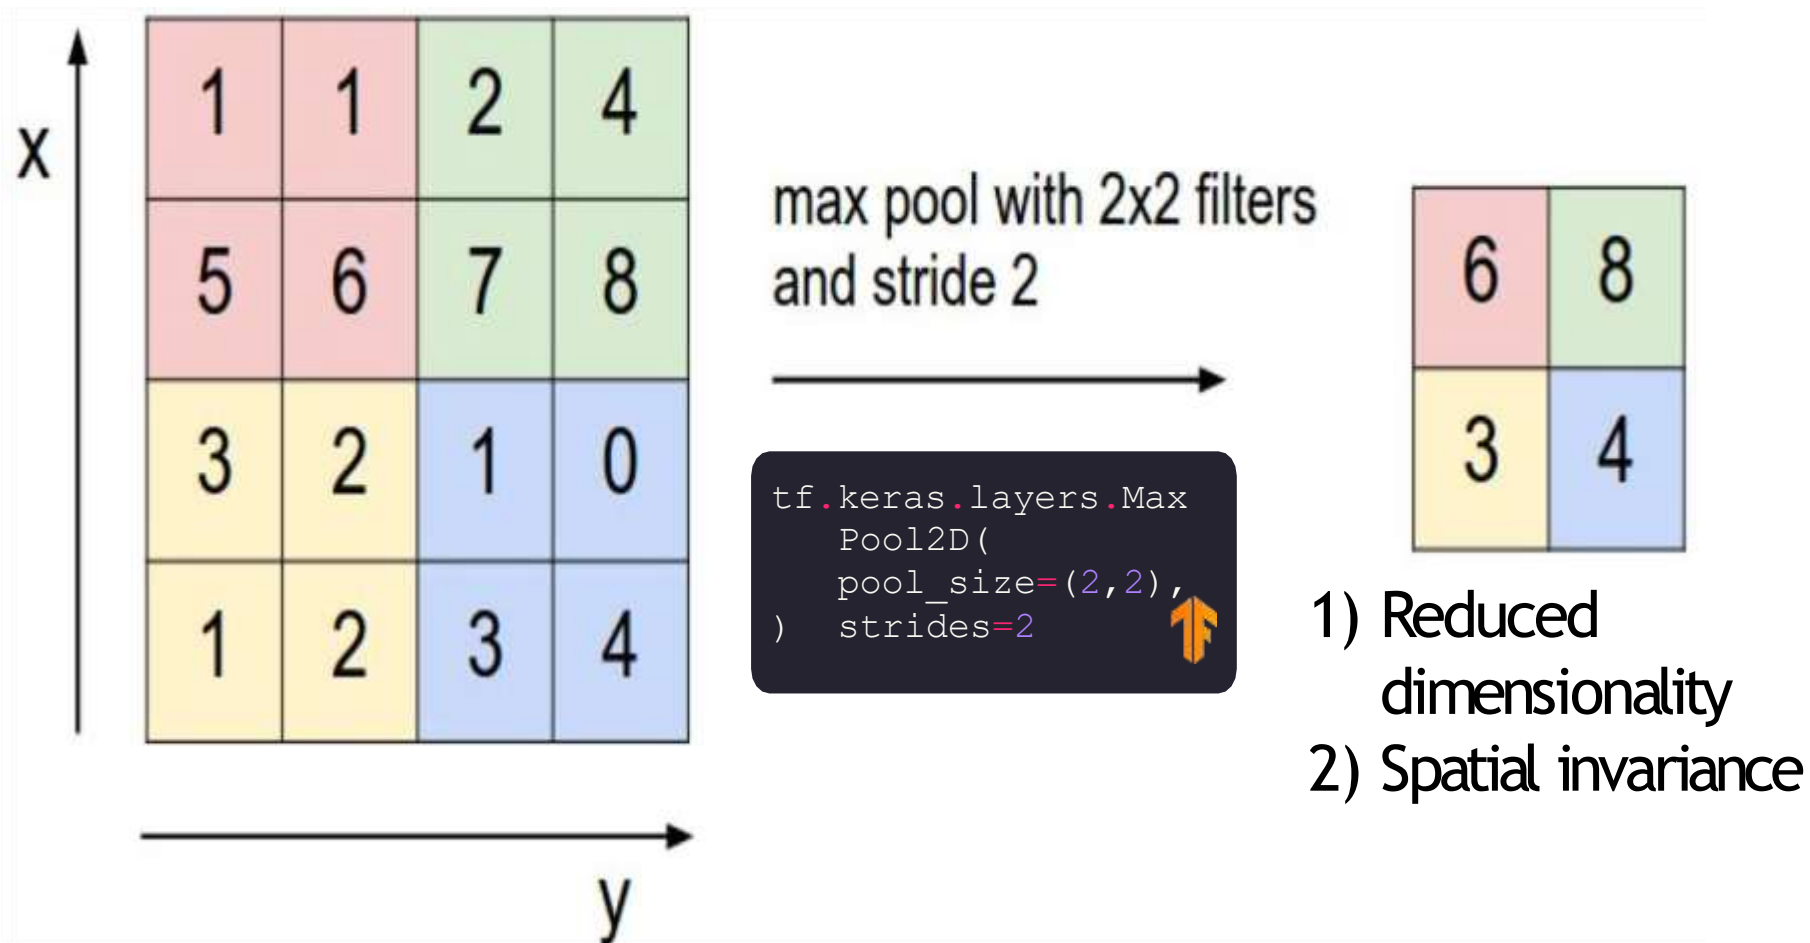 x
1 1 2 4
5 6 7 8
3 2 1 0
1 2 3 4
y
max pool with 2x2 filters
and stride 2
tf.keras.layers.Max
Pool2D(
pool_size=(2,2),
) strides=2
6 8
3 4
1) Reduced
dimensionality
2) Spatial invariance